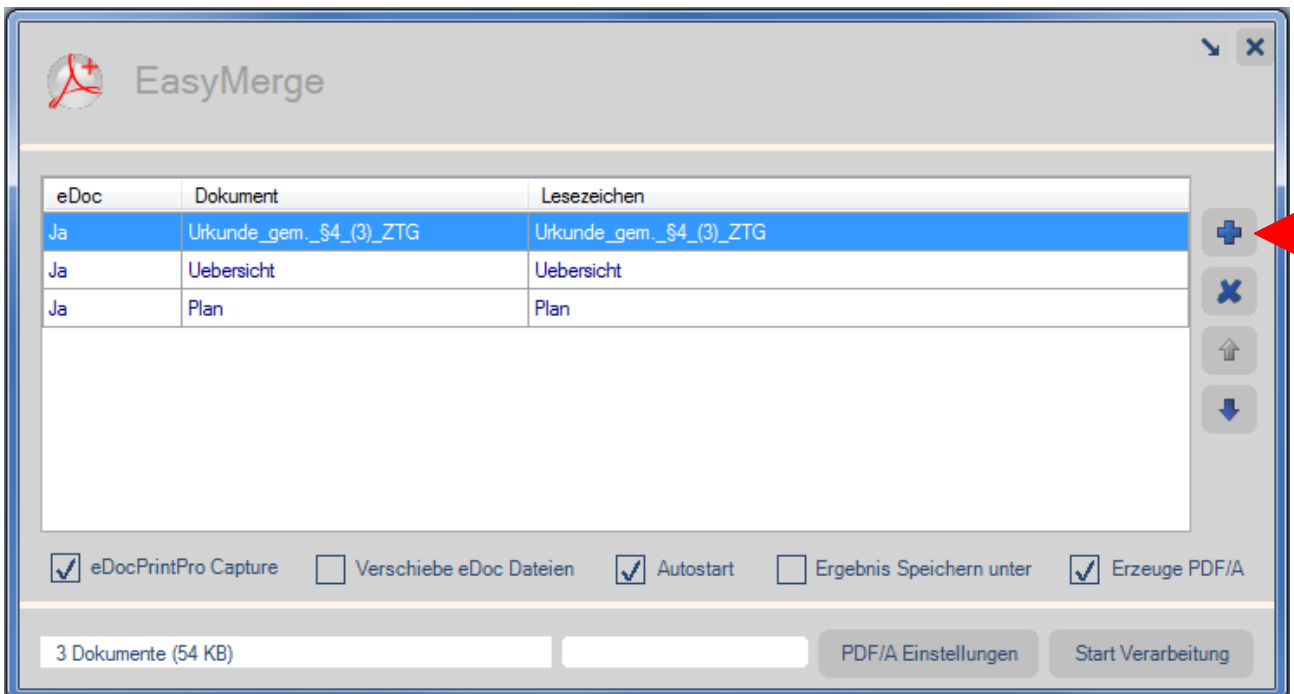 EasyMerge
eDoc Dokument Lesezeichen
Ja Urkunde_gem._§4_(3)_ZTG Urkunde_gem._§4_(3)_ZTG
Ja Uebersicht Uebersicht
Ja Plan Plan
eDocPrintPro Capture Verschiebe eDoc Dateien Autostart Ergebnis Speichern unter Erzeuge PDF/A
3 Dokumente (54 KB) PDF/A Einstellungen Start Verarbeitung